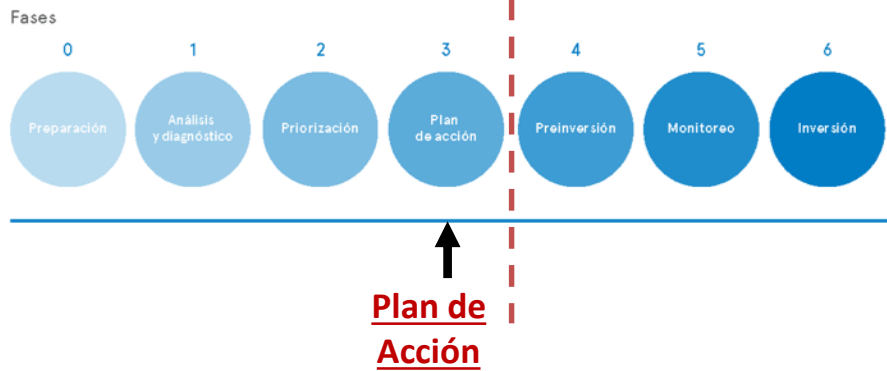 Fases
0 1 2 3 4 5 6
Preparación
Análisis
y diagnóstico
Priorización
Plan
de acción
Preinversión
Monitoreo
Inversión
Plan de
Acción